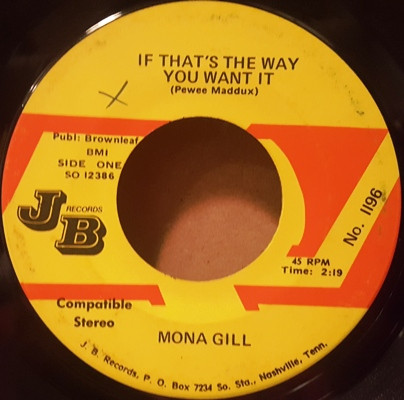 IF THAT'S THE WAY
YOU WANT IT
(Pewee Maddux)
Publ: Brownleaf
BMI
SIDE ONE
SO 12386
JB RECORDS
No. 1196
45 RPM
Time: 2:19
Compatible
Stereo
MONA GILL
J. B. Records, P. O. Box 7234 So. Sta., Nashville, Tenn.